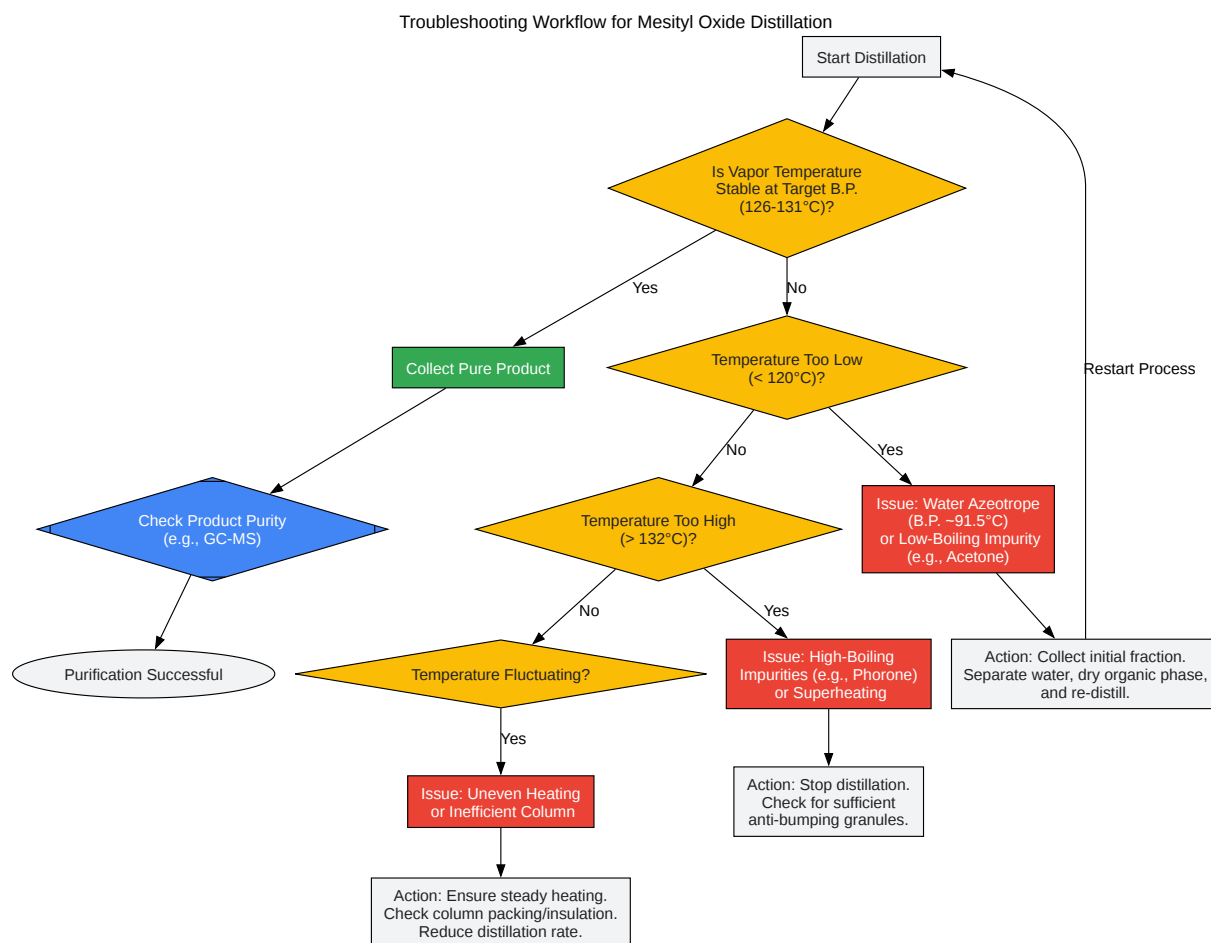 Troubleshooting Workflow for Mesityl Oxide Distillation
Start Distillation
Is Vapor Temperature
Stable at Target B.P.
(126-131°C)?
Yes
No
Collect Pure Product
Temperature Too Low
(< 120°C)?
Restart Process
No
Yes
Check Product Purity
(e.g., GC-MS)
Temperature Too High
(> 132°C)?
Issue: Water Azeotrope
(B.P. ~91.5°C)
or Low-Boiling Impurity
(e.g., Acetone)
No
Yes
Purification Successful
Temperature Fluctuating?
Issue: High-Boiling
Impurities (e.g., Phorone)
or Superheating
Action: Collect initial fraction.
Separate water, dry organic phase,
and re-distill.
Yes
Issue: Uneven Heating
or Inefficient Column
Action: Stop distillation.
Check for sufficient
anti-bumping granules.
Action: Ensure steady heating.
Check column packing/insulation.
Reduce distillation rate.